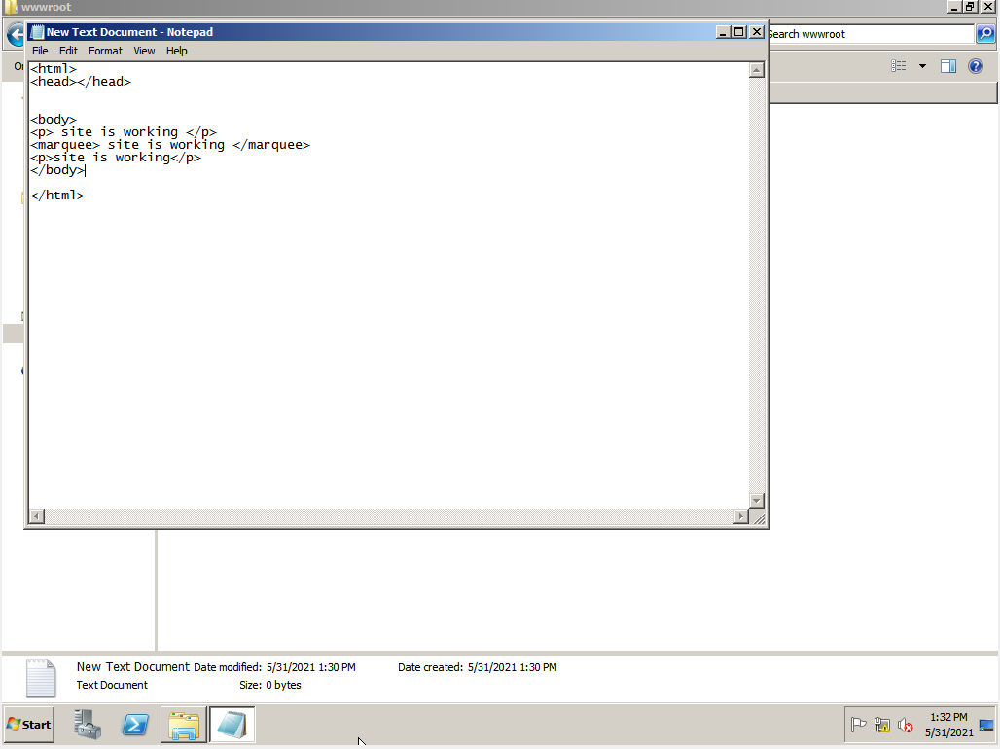 wwwroot
New Text Document - Notepad
Search wwwroot
File Edit Format View Help
<html>
<head></head>
<body>
<p> site is working </p>
<marquee> site is working </marquee>
<p>site is working</p>
</body>
</html>
New Text Document Date modified: 5/31/2021 1:30 PM Date created: 5/31/2021 1:30 PM
Text Document Size: 0 bytes
Start
1:32 PM
5/31/2021